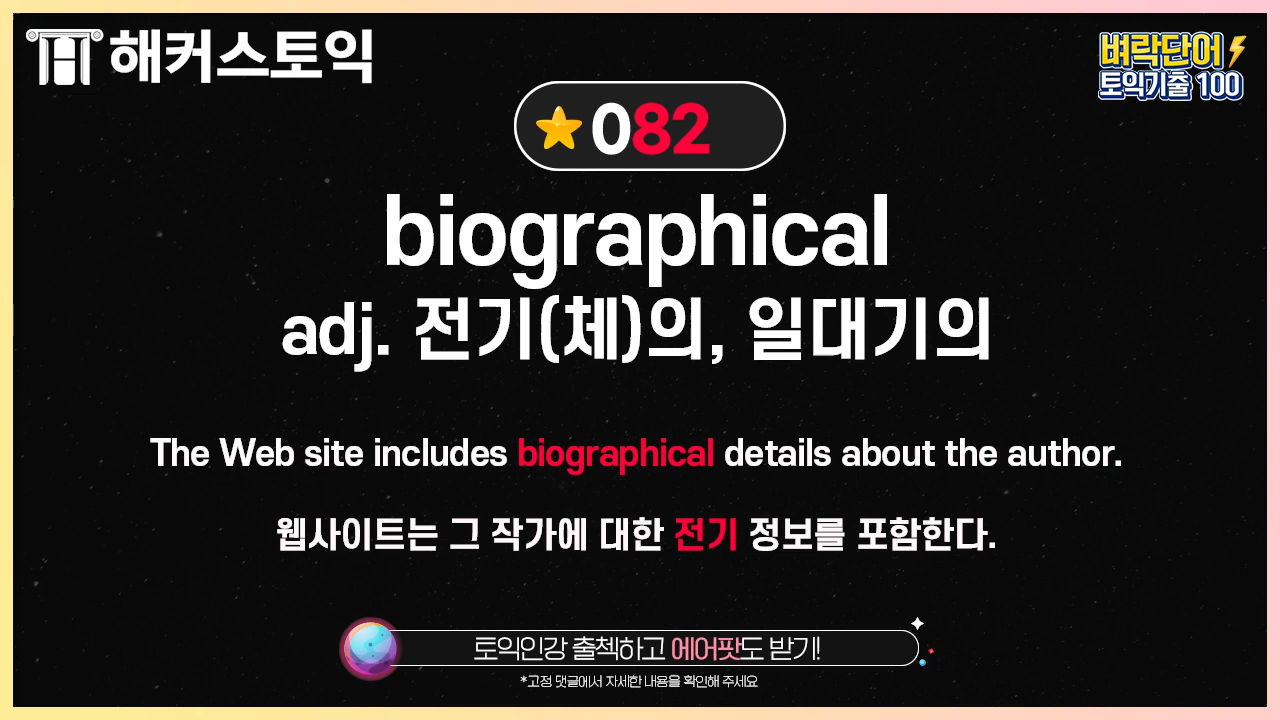 해커스토익
벼락단어
토익기출 100
082
biographical
adj. 전기(체)의, 일대기의
The Web site includes biographical details about the author.
웹사이트는 그 작가에 대한 전기 정보를 포함한다.
토익인강 출첵하고 에어팟도 받기!
*고정 댓글에서 자세한 내용을 확인해 주세요